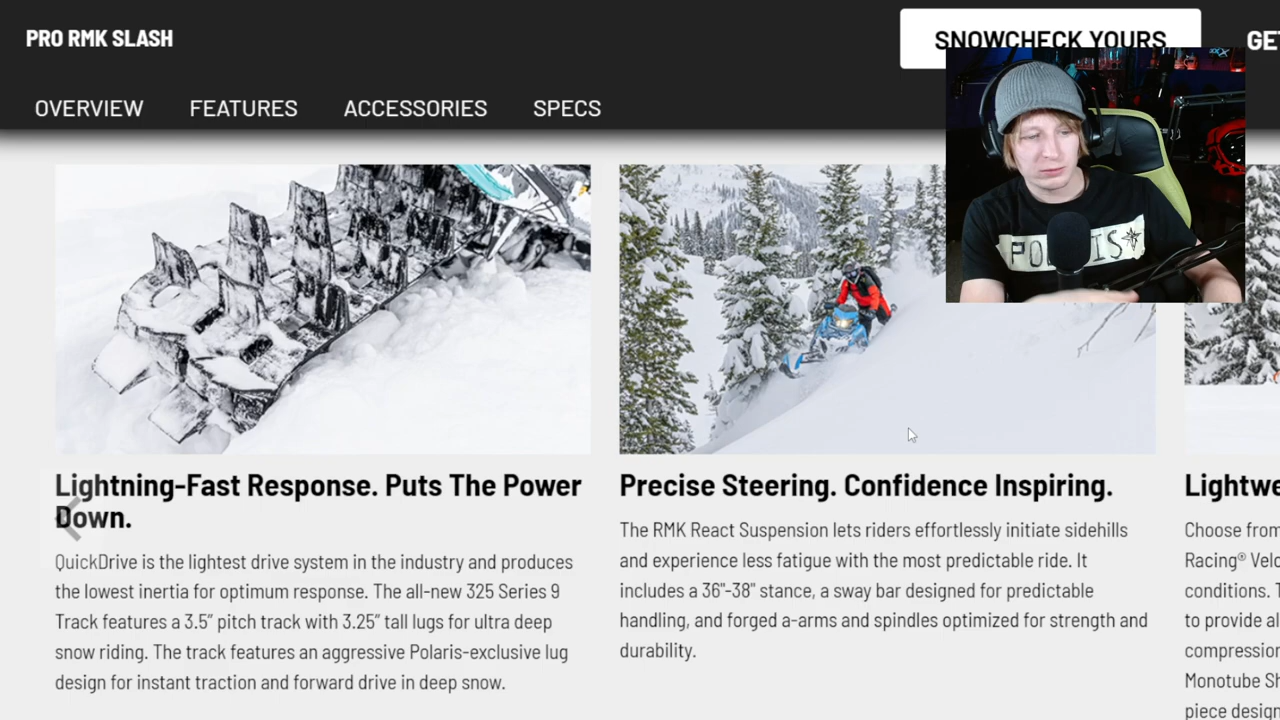 PRO RMK SLASH
SNOWCHECK YOURS
OVERVIEW
FEATURES
ACCESSORIES
SPECS
Lightning-Fast Response. Puts The Power
Down.
QuickDrive is the lightest drive system in the industry and produces
the lowest inertia for optimum response. The all-new 325 Series 9
Track features a 3.5" pitch track with 3.25" tall lugs for ultra deep
snow riding. The track features an aggressive Polaris-exclusive lug
design for instant traction and forward drive in deep snow.
Precise Steering. Confidence Inspiring.
The RMK React Suspension lets riders effortlessly initiate sidehills
and experience less fatigue with the most predictable ride. It
includes a 36"-38" stance, a sway bar designed for predictable
handling, and forged a-arms and spindles optimized for strength and
durability.
Choose from
Racing®
conditions.
to provide
compression
Monotube
piece